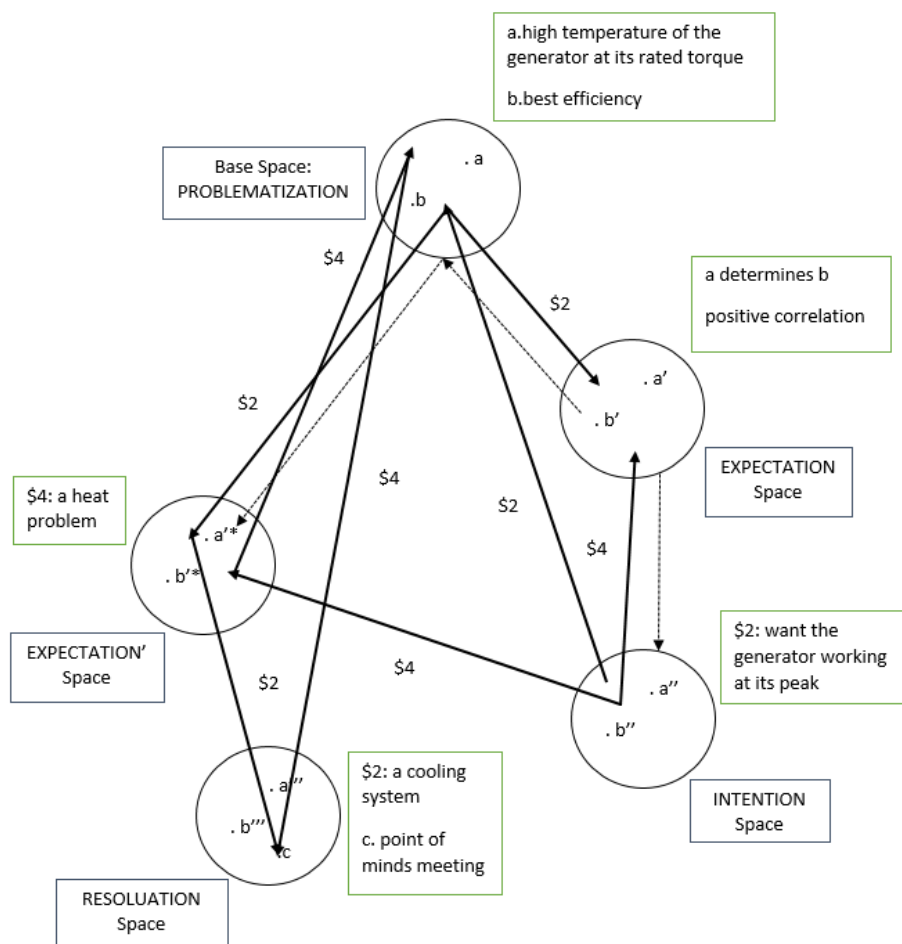 a.high temperature of the
generator at its rated torque
b.best efficiency
Base Space:
PROBLEMATIZATION
. a
.b
$4
$2
a determines b
positive correlation
. a′
. b′
EXPECTATION
Space
$2
$4
$2
$4
$4: a heat
problem
. a′*
. b′*
EXPECTATION’
Space
$4
$2
$2: want the
generator working
at its peak
. a′′
. b′′
INTENTION
Space
$2: a cooling
system
c. point of
minds meeting
. a′′′
. b′′′
.c
RESOLUATION
Space